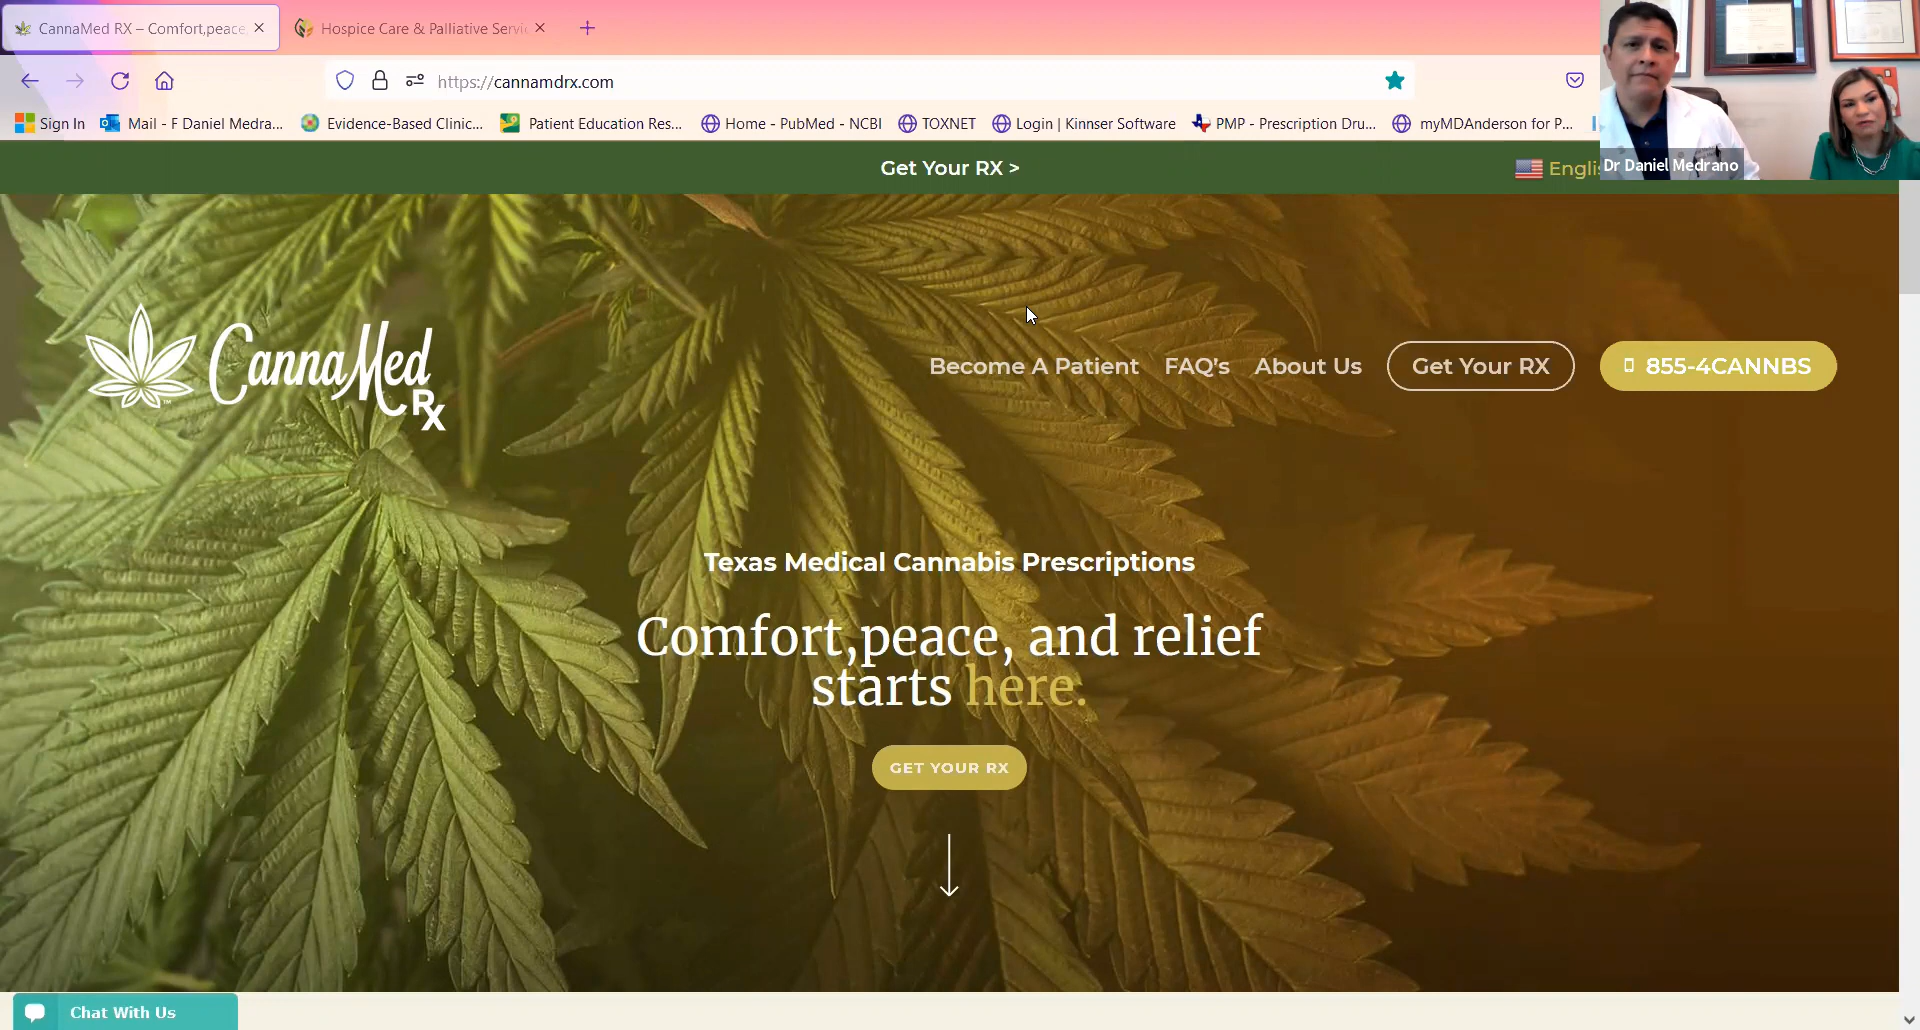 CannaMed RX – Comfort,peace,
Hospice Care & Palliative Servic
https://cannamdrx.com
Sign In
Mail - F Daniel Medra...
Evidence-Based Clinic...
Patient Education Res...
Home - PubMed - NCBI
TOXNET
Login | Kinnser Software
PMP - Prescription Dru...
myMDAnderson for P...
Get Your RX >
Englis
Dr Daniel Medrano
CannaMed Rx
™
Become A Patient
FAQ's
About Us
Get Your RX
855-4CANNBS
Texas Medical Cannabis Prescriptions
Comfort,peace, and relief
starts here.
GET YOUR RX
Chat With Us